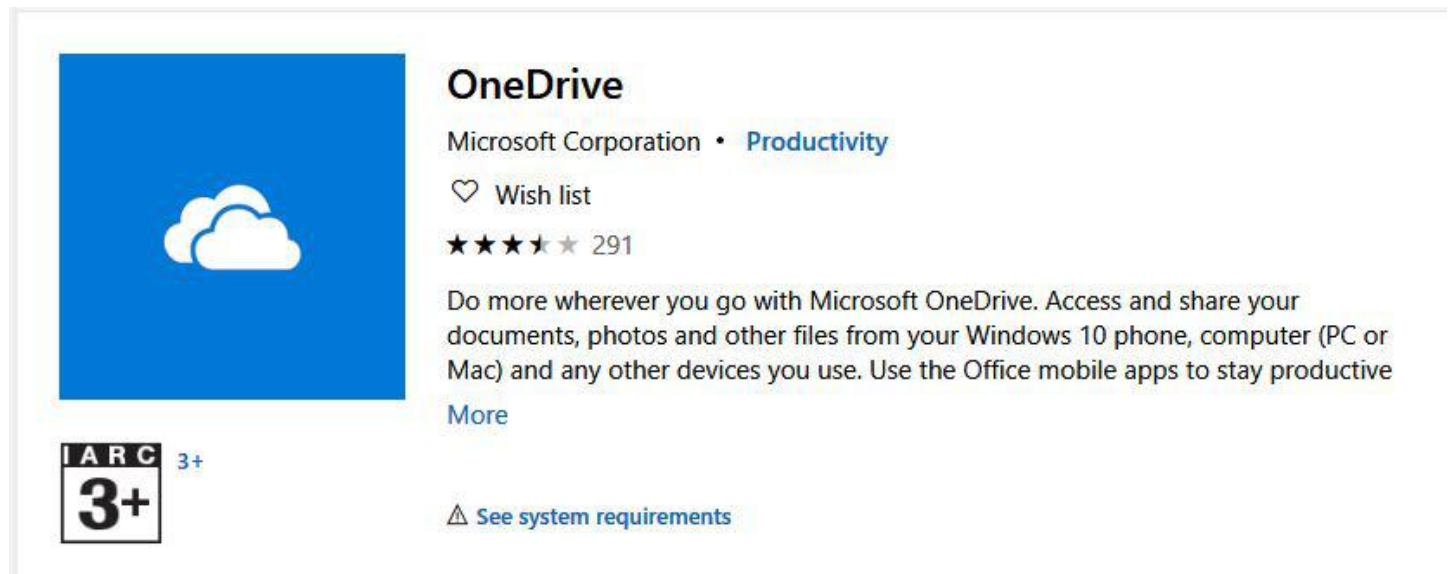 OneDrive
Microsoft Corporation • Productivity
Wish list
291
Do more wherever you go with Microsoft OneDrive. Access and share your
documents, photos and other files from your Windows 10 phone, computer (PC or
Mac) and any other devices you use. Use the Office mobile apps to stay productive
More
IARC
3+
3+
See system requirements